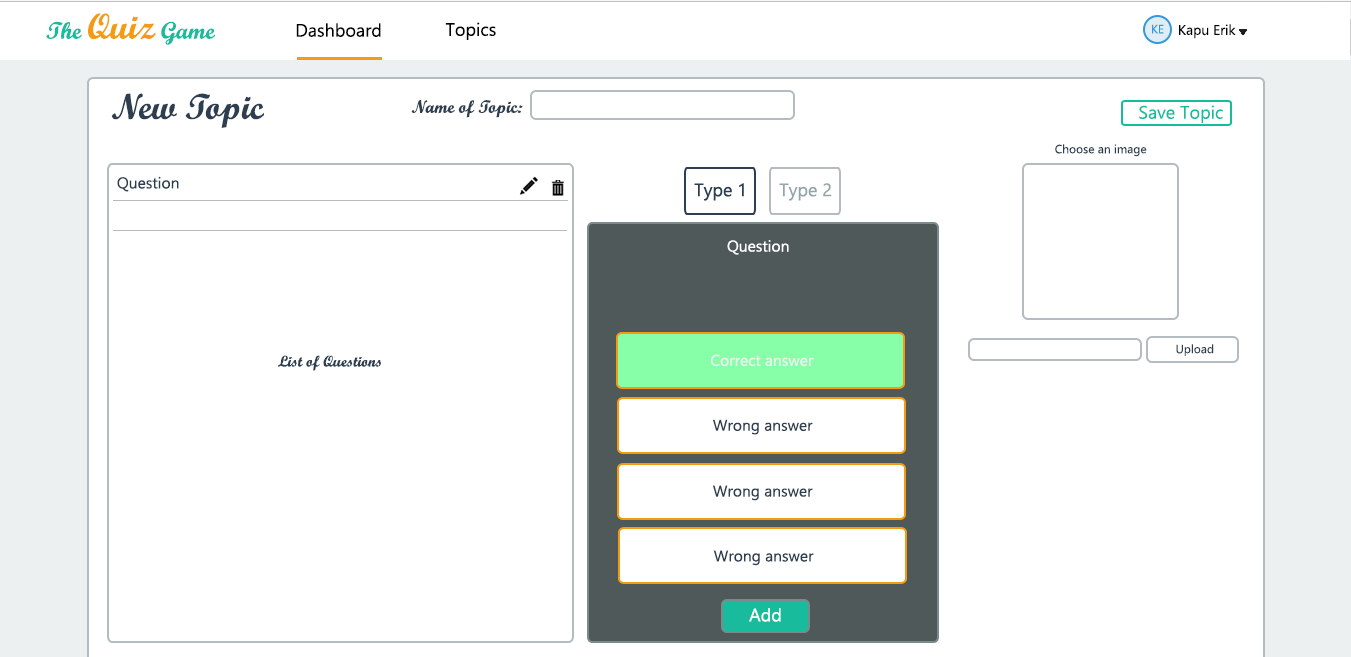 The Quiz Game
Dashboard
Topics
KE
Kapu Erik
New Topic
Name of Topic:
Save Topic
Choose an image
Question
Type 1
Type 2
Question
List of Questions
Correct answer
Upload
Wrong answer
Wrong answer
Wrong answer
Add